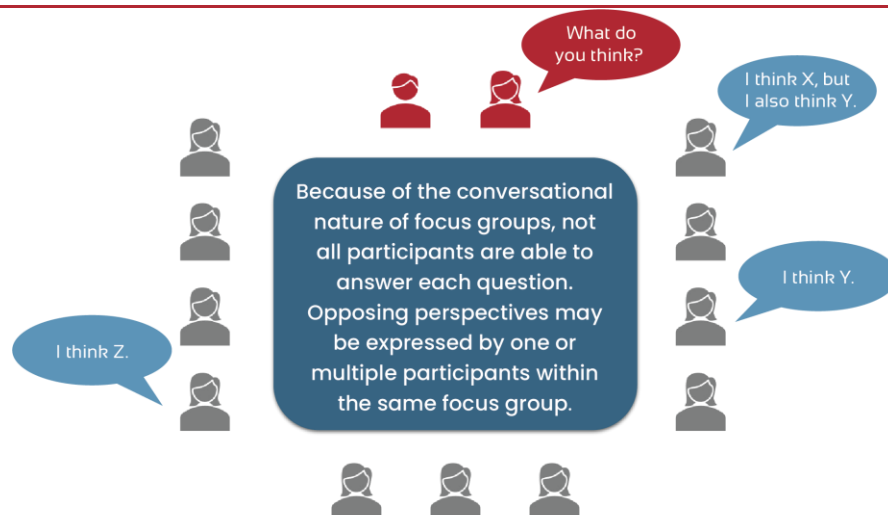 What do
you think?
I think X, but
I also think Y.
Because of the conversational
nature of focus groups, not
all participants are able to
answer each question.
Opposing perspectives may
be expressed by one or
multiple participants within
the same focus group.
I think Y.
I think Z.